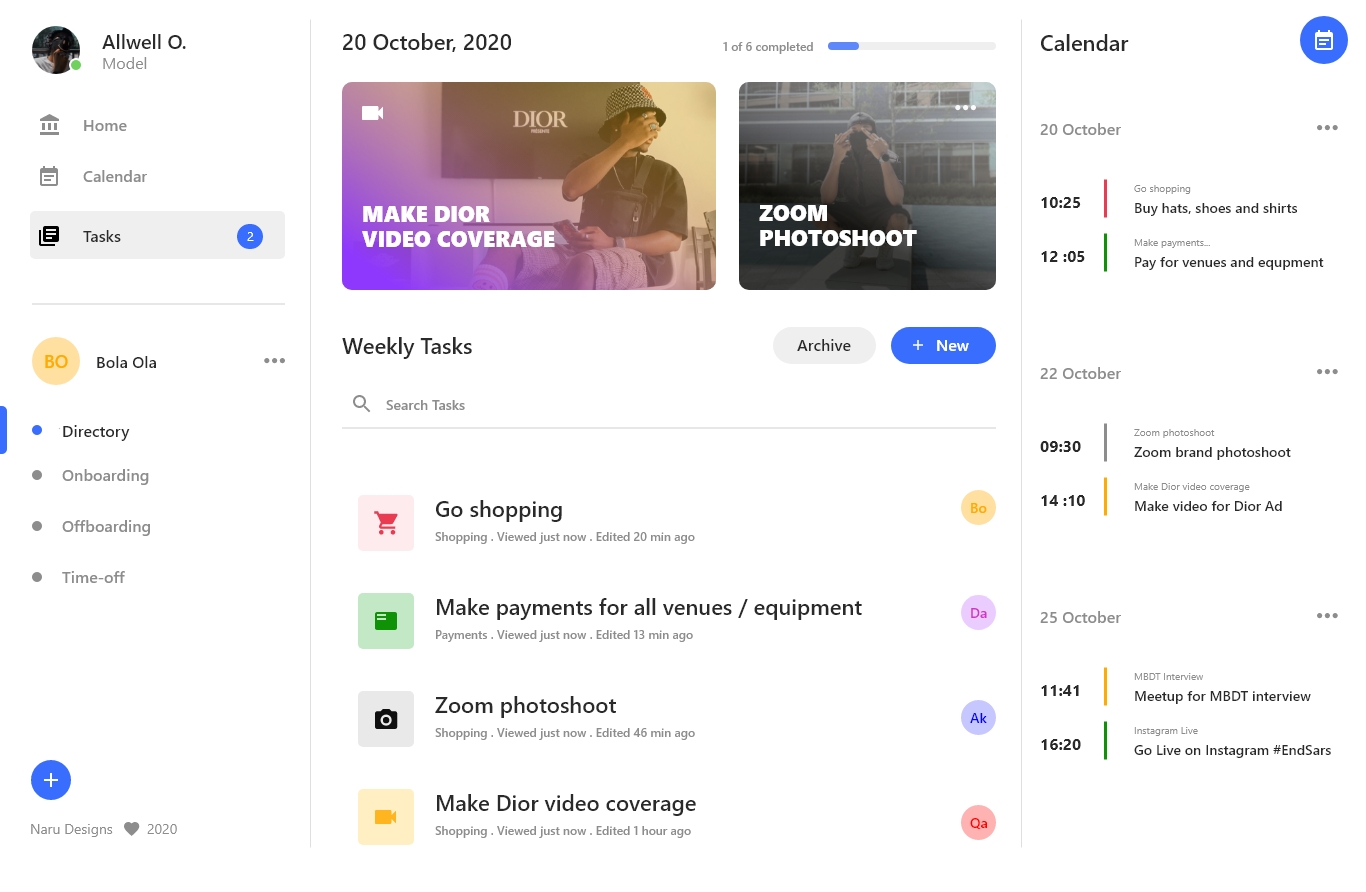 Allwell O.
Model
Home
Calendar
Tasks
2
BO
Bola Ola
Directory
Onboarding
Offboarding
Time-off
Naru Designs
2020
20 October, 2020
1 of 6 completed
DIOR
MAKE DIOR
VIDEO COVERAGE
ZOOM
PHOTOSHOOT
Weekly Tasks
Archive
+ New
Search Tasks
Go shopping
Shopping . Viewed just now . Edited 20 min ago
Bo
Make payments for all venues / equipment
Payments . Viewed just now . Edited 13 min ago
Da
Zoom photoshoot
Shopping . Viewed just now . Edited 46 min ago
Ak
Make Dior video coverage
Shopping . Viewed just now . Edited 1 hour ago
Qa
Calendar
20 October
10:25
Go shopping
Buy hats, shoes and shirts
12 :05
Make payments...
Pay for venues and equpment
22 October
09:30
Zoom photoshoot
Zoom brand photoshoot
14 :10
Make Dior video coverage
Make video for Dior Ad
25 October
11:41
MBDT Interview
Meetup for MBDT interview
16:20
Instagram Live
Go Live on Instagram #EndSars